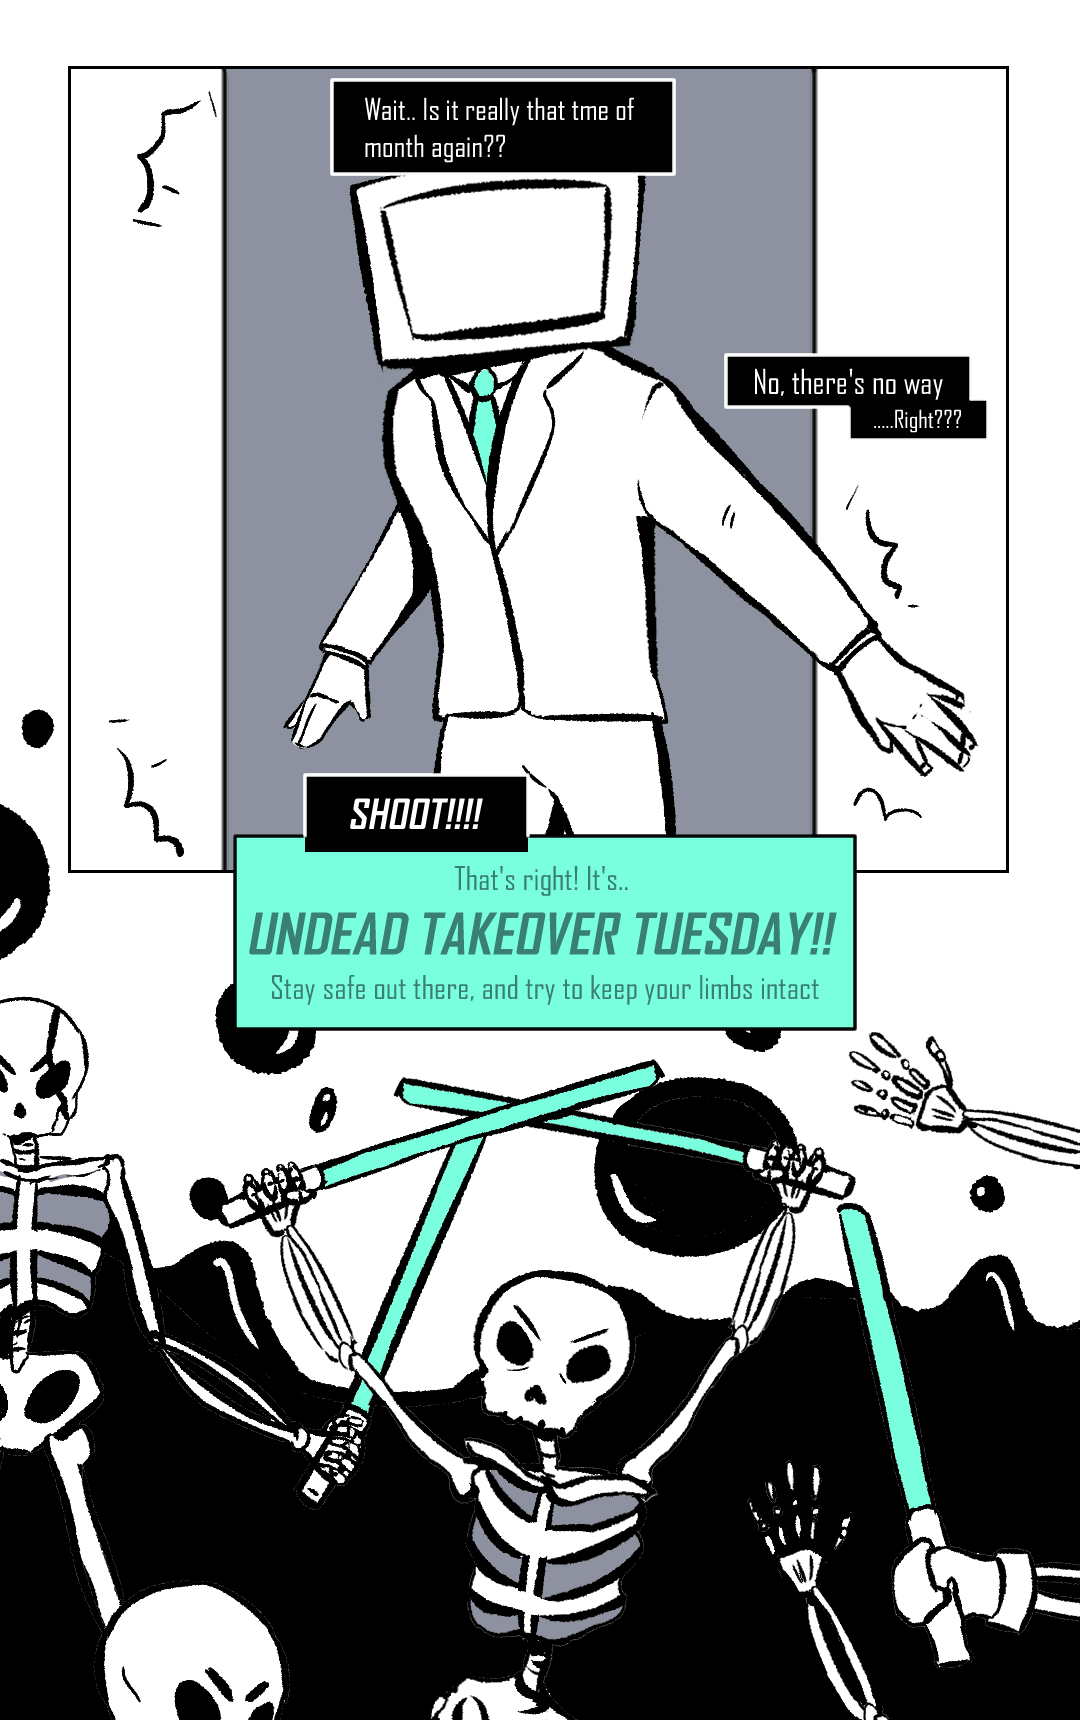 Wait.. Is it really that tme of
month again??
No, there's no way
.....Right???
SHOOT!!!!
That's right! It's..
UNDEAD TAKEOVER TUESDAY!!
Stay safe out there, and try to keep your limbs intact